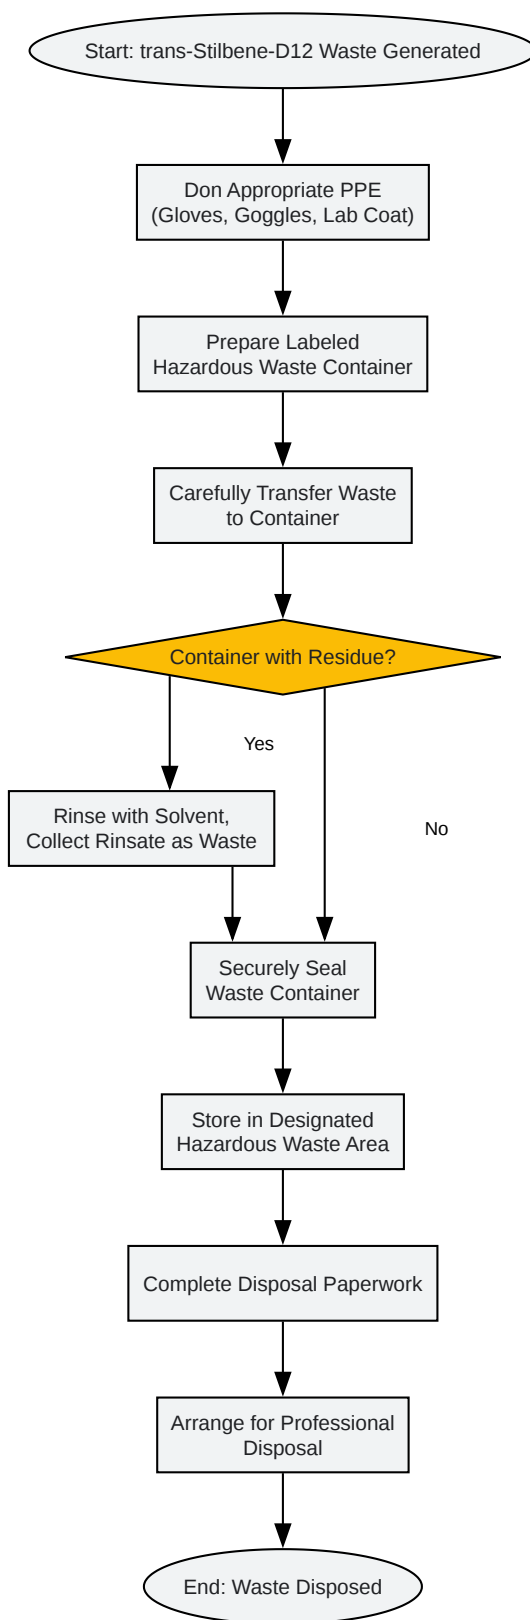 Start: trans-Stilbene-D12 Waste Generated
Don Appropriate PPE
(Gloves, Goggles, Lab Coat)
Prepare Labeled
Hazardous Waste Container
Carefully Transfer Waste
to Container
Container with Residue?
Yes
Rinse with Solvent,
Collect Rinsate as Waste
No
Securely Seal
Waste Container
Store in Designated
Hazardous Waste Area
Complete Disposal Paperwork
Arrange for Professional
Disposal
End: Waste Disposed